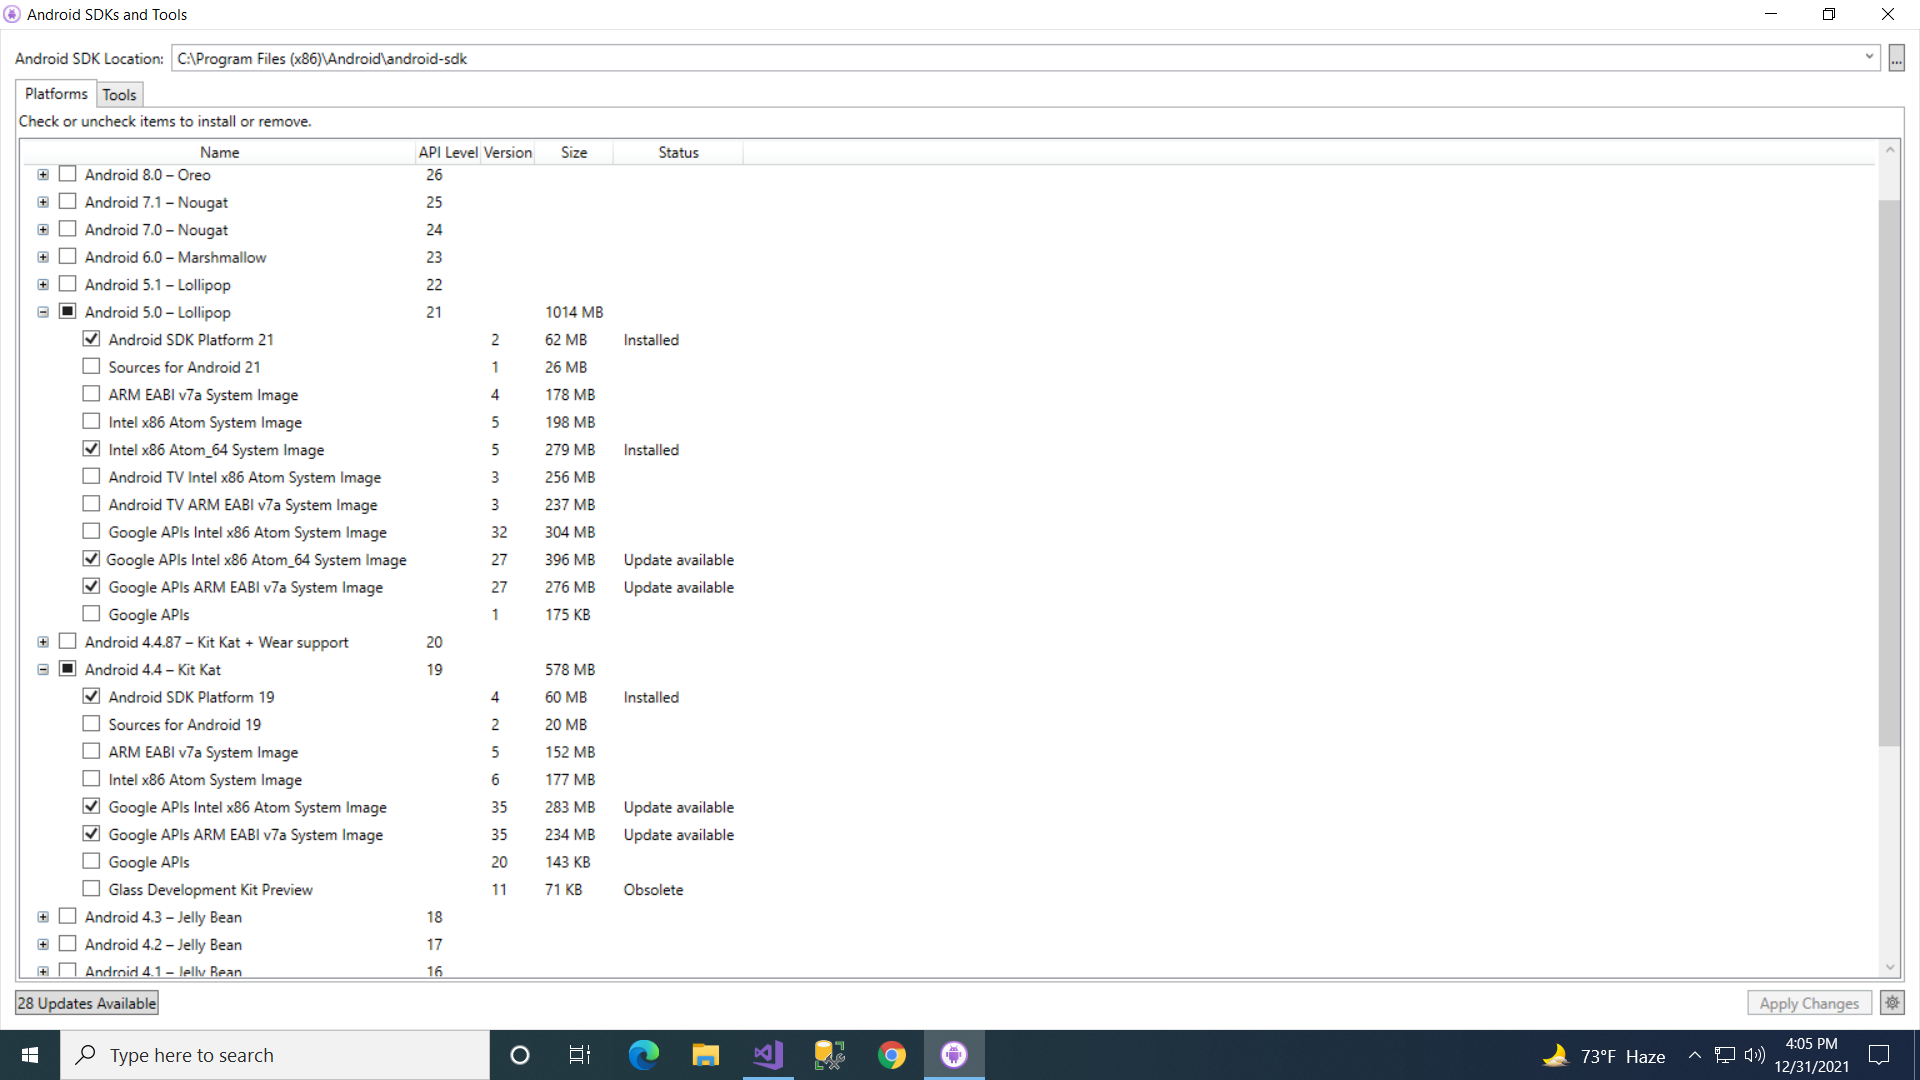 Android SDKs and Tools
Android SDK Location: C:\Program Files (x86)\Android\android-sdk ...
Platforms Tools
Check or uncheck items to install or remove.
Name API Level Version Size Status
Android 8.0 – Oreo 26
Android 7.1 – Nougat 25
Android 7.0 – Nougat 24
Android 6.0 – Marshmallow 23
Android 5.1 – Lollipop 22
Android 5.0 – Lollipop 21 1014 MB
Android SDK Platform 21 2 62 MB Installed
Sources for Android 21 1 26 MB
ARM EABI v7a System Image 4 178 MB
Intel x86 Atom System Image 5 198 MB
Intel x86 Atom_64 System Image 5 279 MB Installed
Android TV Intel x86 Atom System Image 3 256 MB
Android TV ARM EABI v7a System Image 3 237 MB
Google APIs Intel x86 Atom System Image 32 304 MB
Google APIs Intel x86 Atom_64 System Image 27 396 MB Update available
Google APIs ARM EABI v7a System Image 27 276 MB Update available
Google APIs 1 175 KB
Android 4.4.87 – Kit Kat + Wear support 20
Android 4.4 – Kit Kat 19 578 MB
Android SDK Platform 19 4 60 MB Installed
Sources for Android 19 2 20 MB
ARM EABI v7a System Image 5 152 MB
Intel x86 Atom System Image 6 177 MB
Google APIs Intel x86 Atom System Image 35 283 MB Update available
Google APIs ARM EABI v7a System Image 35 234 MB Update available
Google APIs 20 143 KB
Glass Development Kit Preview 11 71 KB Obsolete
Android 4.3 – Jelly Bean 18
Android 4.2 – Jelly Bean 17
Android 4.1 – Jelly Bean 16
28 Updates Available Apply Changes
Type here to search 73°F Haze 4:05 PM
12/31/2021